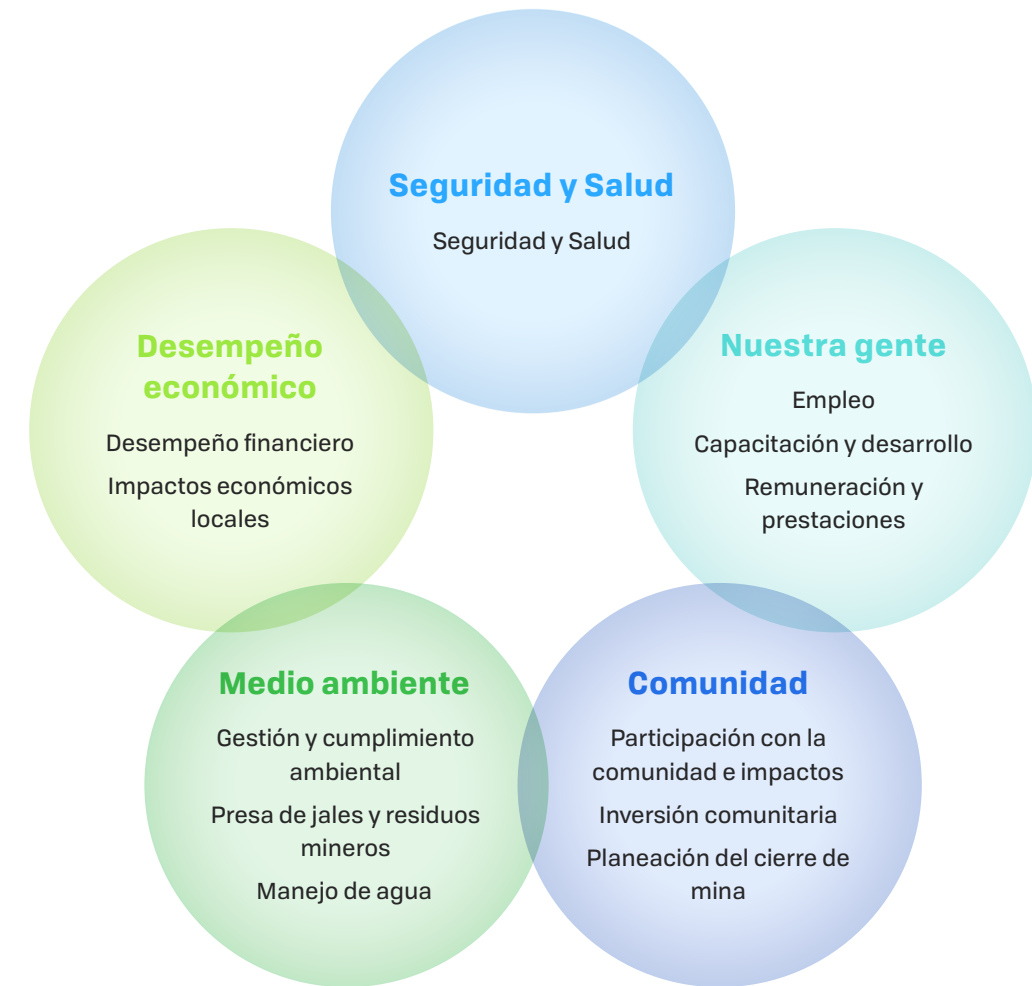 Seguridad y Salud
Seguridad y Salud
Desempeño
económico
Desempeño financiero
Impactos económicos
locales
Nuestra gente
Empleo
Capacitación y desarrollo
Remuneración y
prestaciones
Medio ambiente
Gestión y cumplimiento
ambiental
Presa de jales y residuos
mineros
Manejo de agua
Comunidad
Participación con la
comunidad e impactos
Inversión comunitaria
Planeación del cierre de
mina